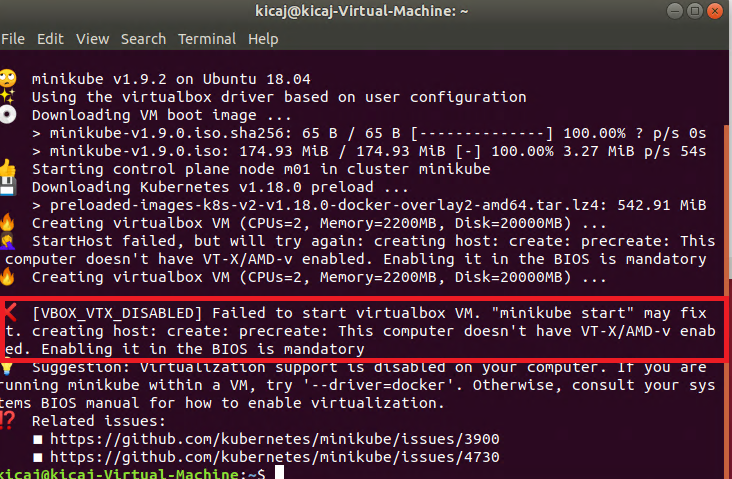 kicaj@kicaj-Virtual-Machine: ~
File Edit View Search Terminal Help
minikube v1.9.2 on Ubuntu 18.04
Using the virtualbox driver based on user configuration
Downloading VM boot image ...
> minikube-v1.9.0.iso.sha256: 65 B / 65 B [--------------] 100.00% ? p/s 0s
> minikube-v1.9.0.iso: 174.93 MiB / 174.93 MiB [-] 100.00% 3.27 MiB p/s 54s
Starting control plane node m01 in cluster minikube
Downloading Kubernetes v1.18.0 preload ...
> preloaded-images-k8s-v2-v1.18.0-docker-overlay2-amd64.tar.lz4: 542.91 MiB
Creating virtualbox VM (CPUs=2, Memory=2200MB, Disk=20000MB) ...
StartHost failed, but will try again: creating host: create: precreate: This
computer doesn't have VT-X/AMD-v enabled. Enabling it in the BIOS is mandatory
Creating virtualbox VM (CPUs=2, Memory=2200MB, Disk=20000MB) ...
[VBOX_VTX_DISABLED] Failed to start virtualbox VM. "minikube start" may fix
t. creating host: create: precreate: This computer doesn't have VT-X/AMD-v enab
ed. Enabling it in the BIOS is mandatory
Suggestion: Virtualization support is disabled on your computer. If you are
running minikube within a VM, try '--driver=docker'. Otherwise, consult your sys
tems BIOS manual for how to enable virtualization.
Related issues:
https://github.com/kubernetes/minikube/issues/3900
https://github.com/kubernetes/minikube/issues/4730
kicaj@kicaj-Virtual-Machine:~$